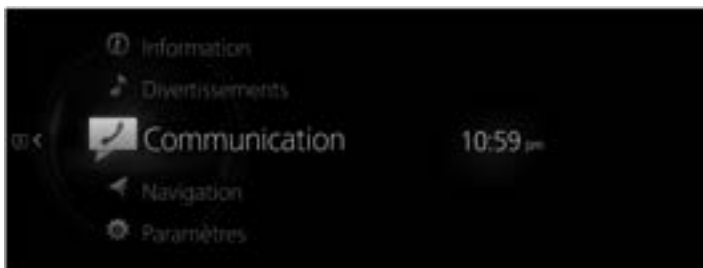 Information
Divertissements
Communication
10:59 pm
Navigation
Paramètres